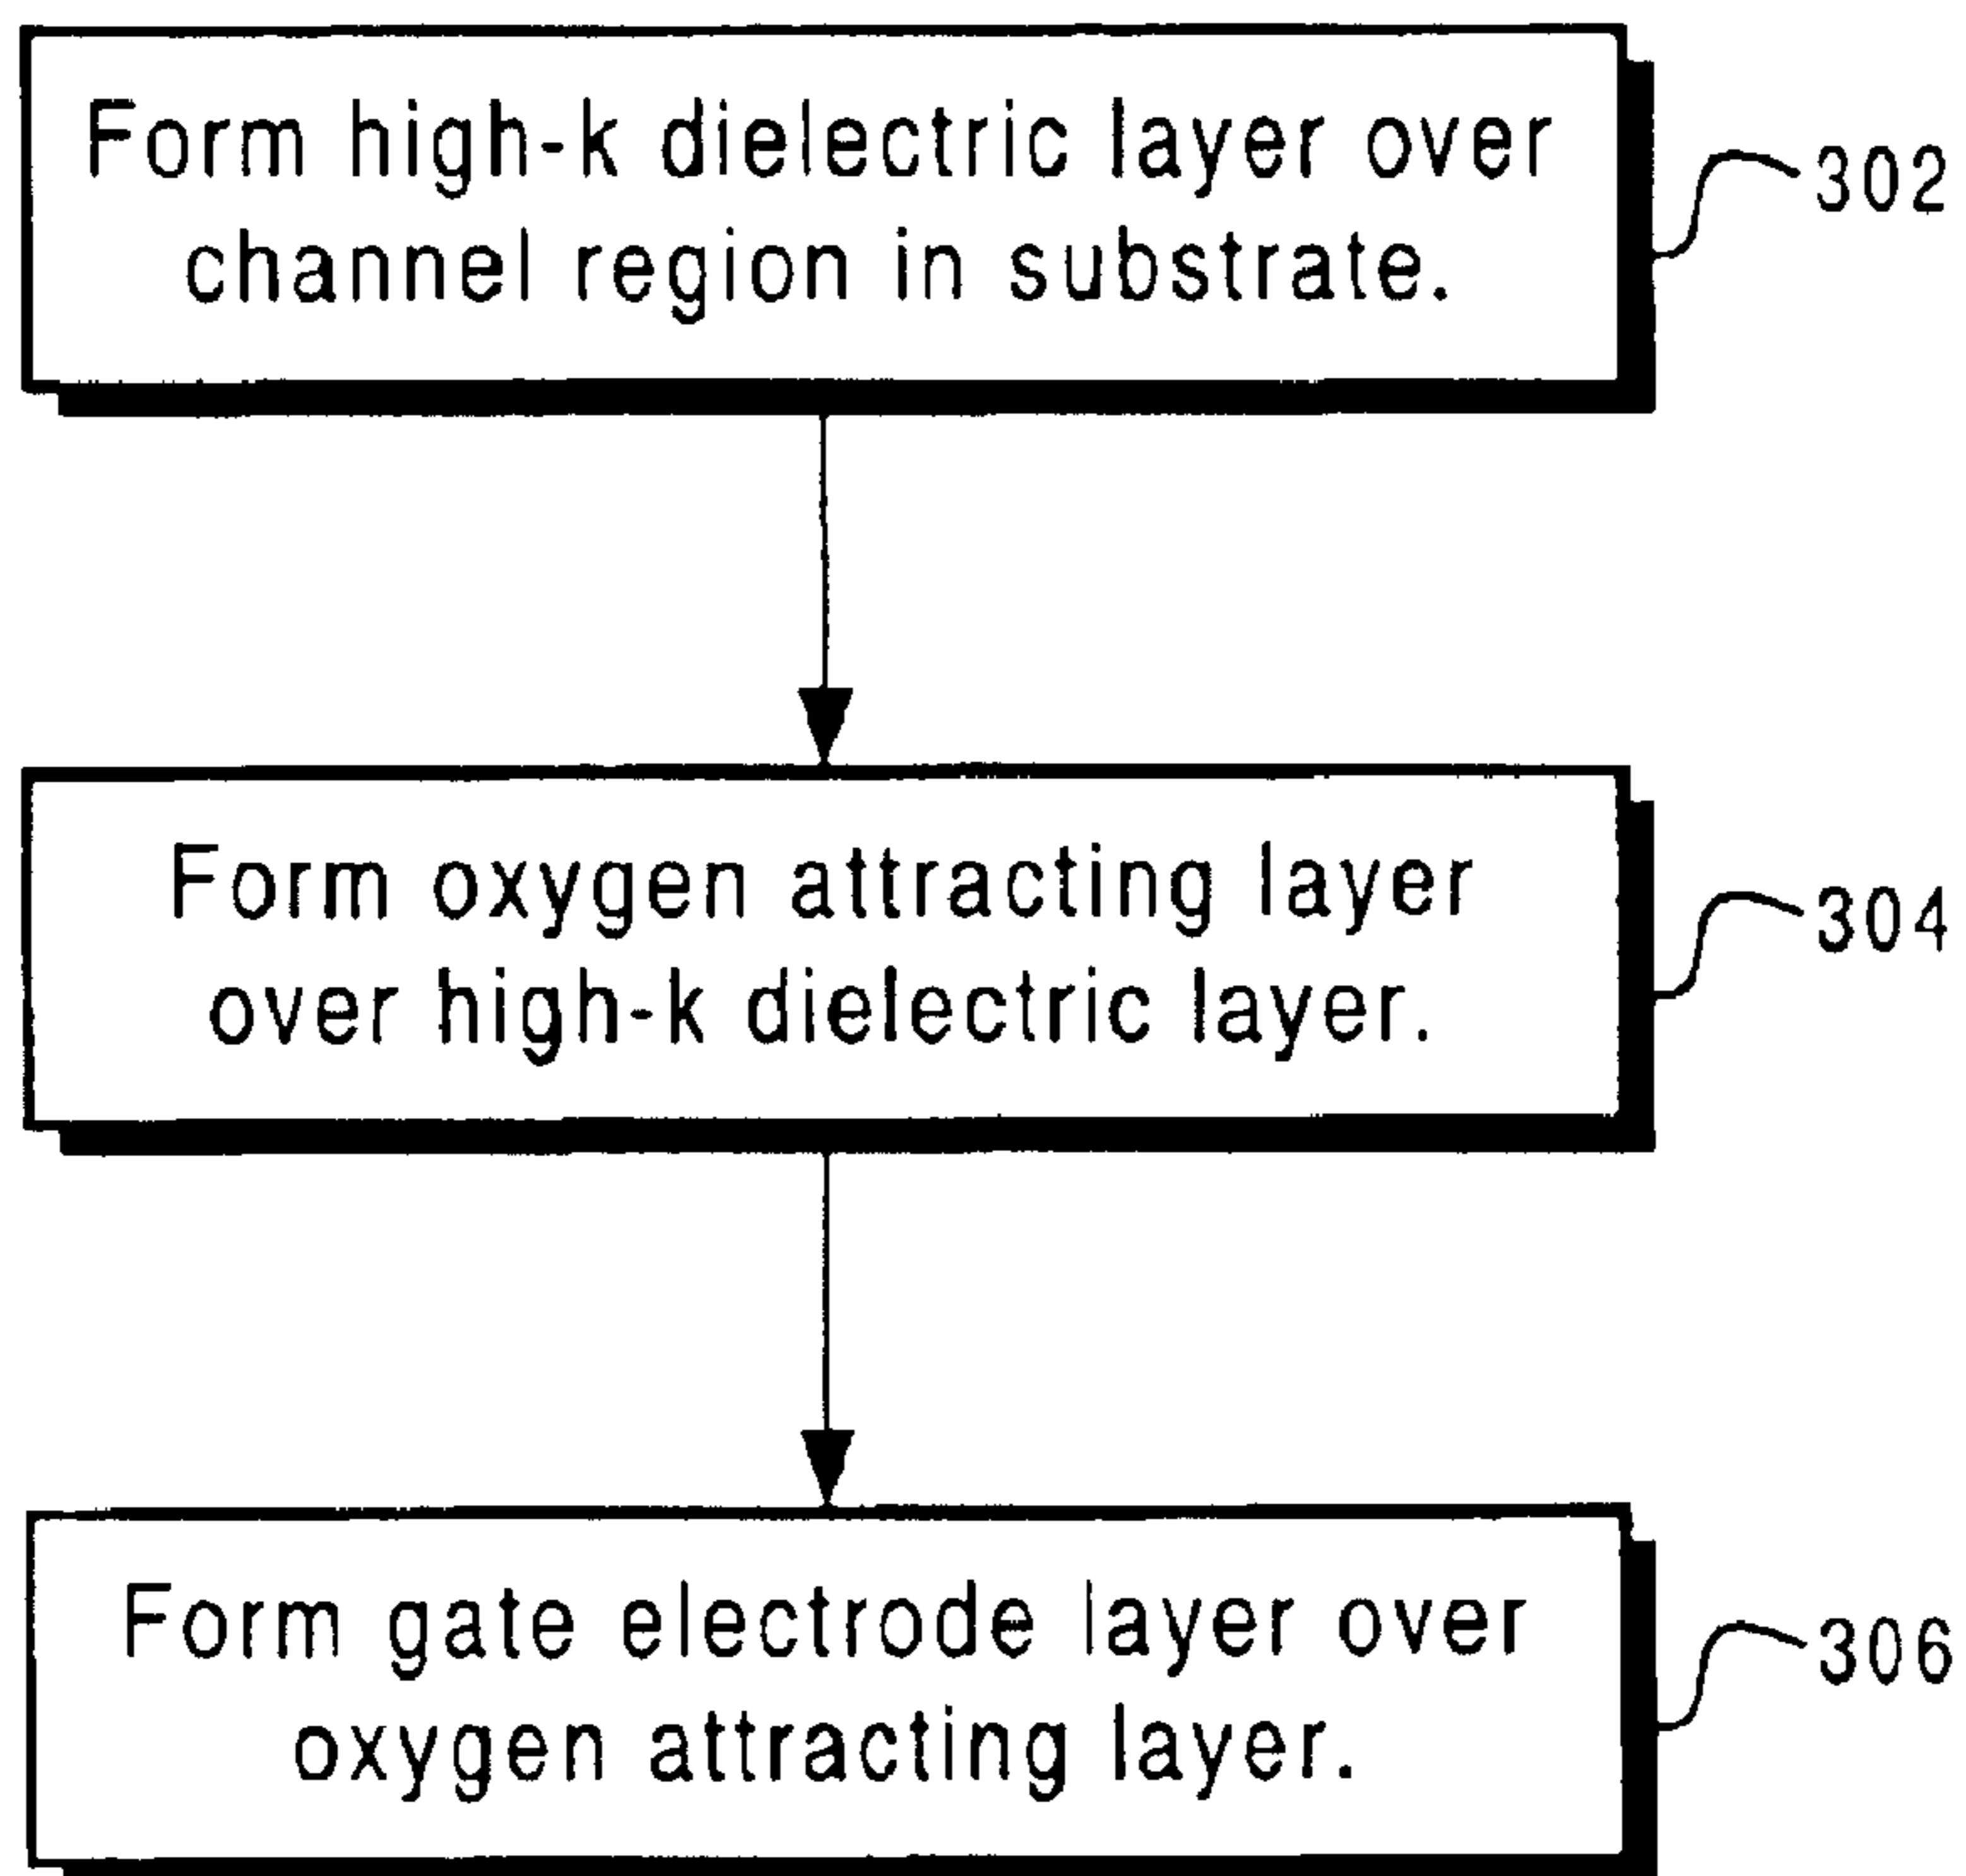 Form high-k dielectric layer over
channel region in substrate.
302
Form oxygen attracting layer
over high-k dielectric layer.
304
Form gate electrode layer over
oxygen attracting layer.
306